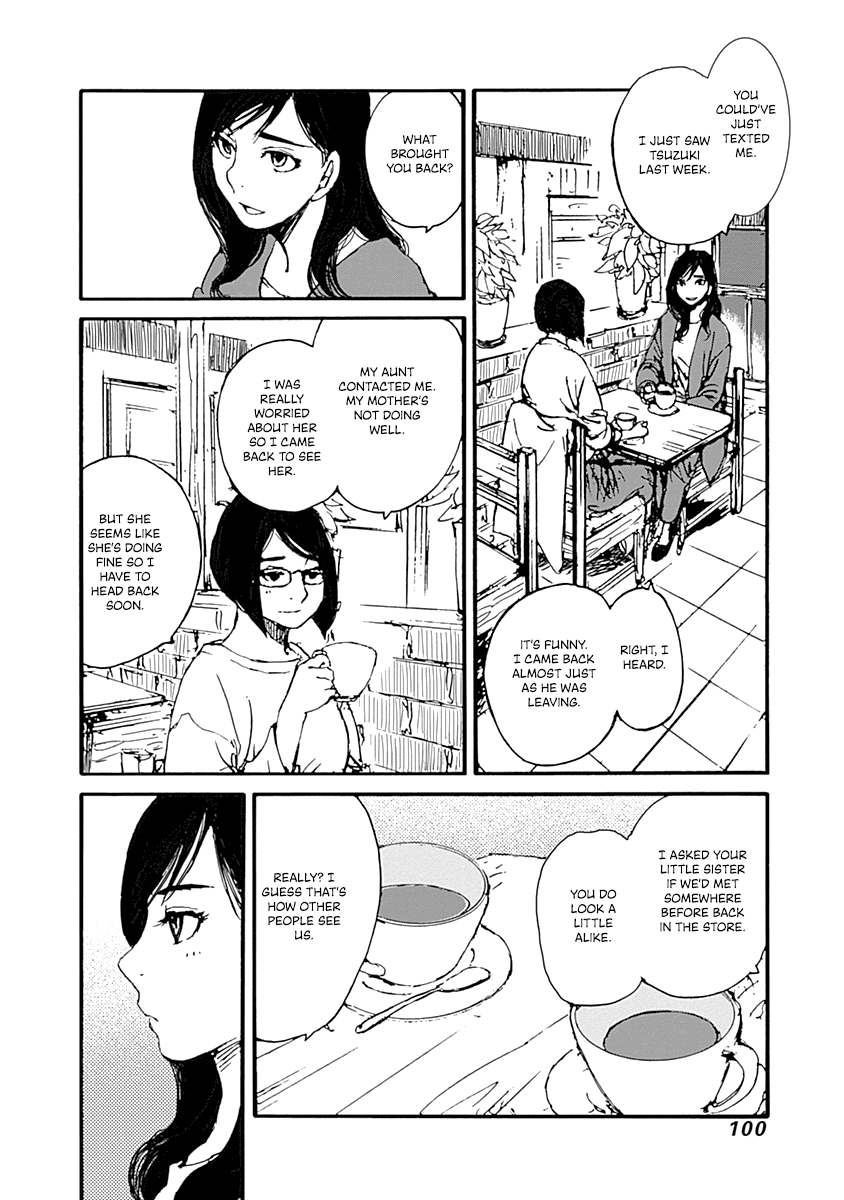 YOU
COULD'VE
JUST
TEXTED
ME.
I JUST SAW
TSUZUKI
LAST WEEK.
RIGHT, I
HEARD.
IT'S FUNNY.
I CAME BACK
ALMOST JUST
AS HE WAS
LEAVING.
WHAT
BROUGHT
YOU BACK?
MY AUNT
CONTACTED ME.
MY MOTHER'S
NOT DOING
WELL.
I WAS
REALLY
WORRIED
ABOUT HER
SO I CAME
BACK TO SEE
HER.
BUT SHE
SEEMS LIKE
SHE'S DOING
FINE SO I
HAVE TO
HEAD BACK
SOON.
I ASKED YOUR
LITTLE SISTER
IF WE'D MET
SOMEWHERE
BEFORE BACK
IN THE STORE.
YOU DO
LOOK A
LITTLE
ALIKE.
REALLY? I
GUESS THAT'S
HOW OTHER
PEOPLE SEE
US.
100